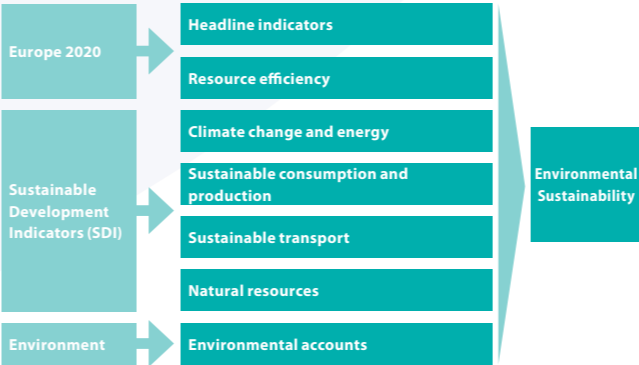 Europe 2020
Headline indicators
Resource efficiency
Sustainable
Development
Indicators (SDI)
Climate change and energy
Sustainable consumption and
production
Sustainable transport
Natural resources
Environment
Environmental accounts
Environmental
Sustainability